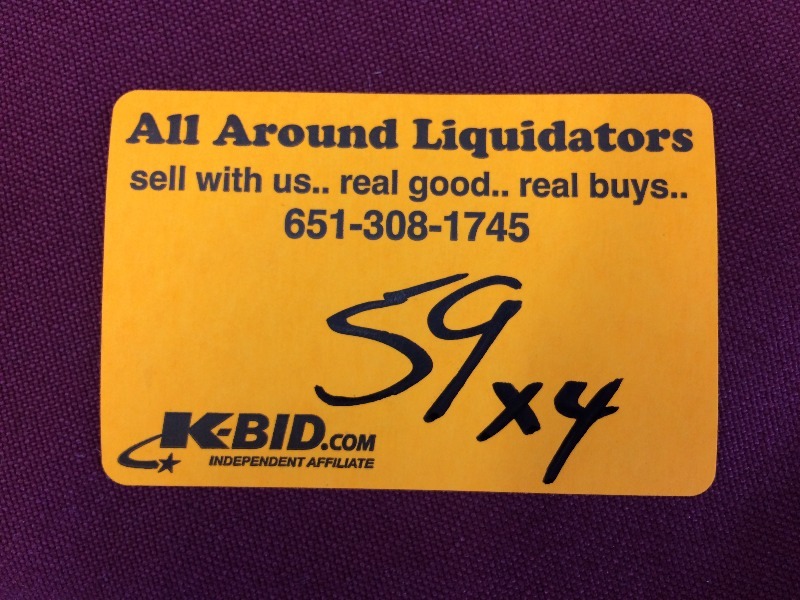 All Around Liquidators
sell with us.. real good.. real buys..
651-308-1745
59 x4
K-BID.COM
INDEPENDENT AFFILIATE